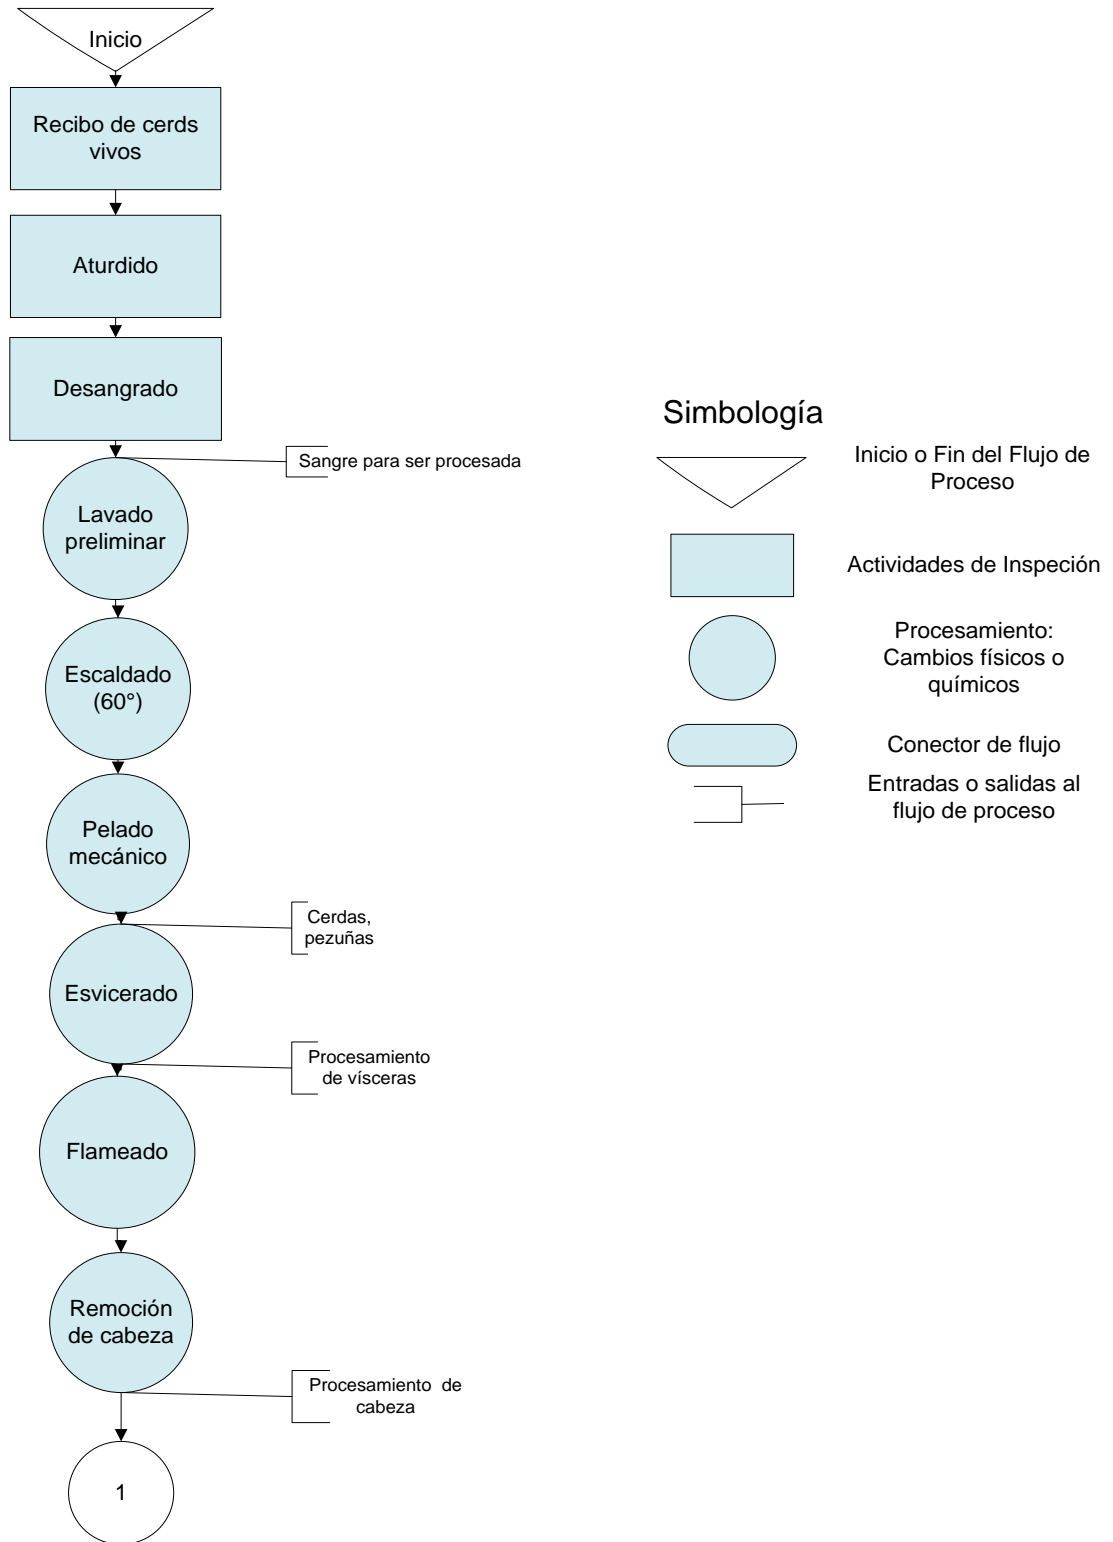 Inicio
Recibo de cerds
vivos
Aturdido
Desangrado
Sangre para ser procesada
Lavado
preliminar
Escaldado
(60°)
Pelado
mecánico
Cerdas,
pezuñas
Esvicerado
Procesamiento
de vísceras
Flameado
Remoción
de cabeza
Procesamiento de
cabeza
1
Simbología
Inicio o Fin del Flujo de
Proceso
Actividades de Inspeción
Procesamiento:
Cambios físicos o
químicos
Conector de flujo
Entradas o salidas al
flujo de proceso